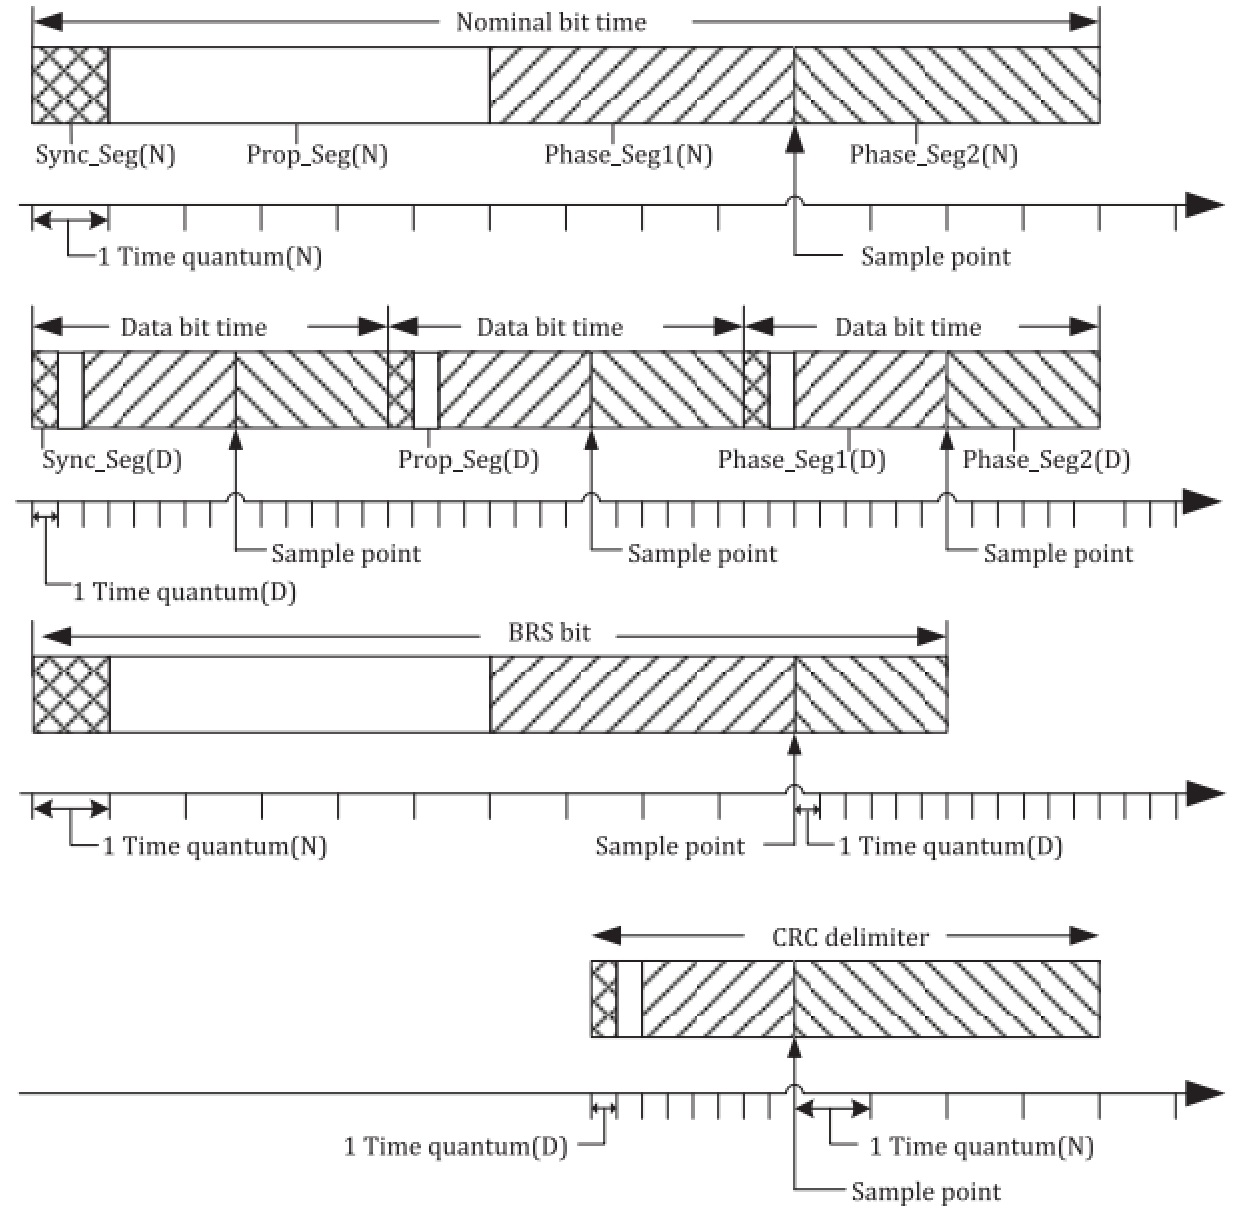 Nominal bit time
Sync_Seg(N) Prop_Seg(N) Phase_Seg1(N) Phase_Seg2(N)
1 Time quantum(N) Sample point
Data bit time Data bit time Data bit time
Sync_Seg(D) Prop_Seg(D) Phase_Seg1(D) Phase_Seg2(D)
Sample point Sample point Sample point
1 Time quantum(D)
BRS bit
1 Time quantum(N) Sample point 1 Time quantum(D)
CRC delimiter
1 Time quantum(D) 1 Time quantum(N)
Sample point